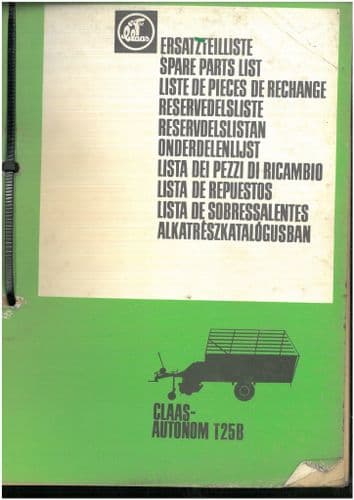 Claas
ERSATZTEILLISTE
SPARE PARTS LIST
LISTE DE PIECES DE RECHANGE
RESERVEDELSLISTE
RESERVDELSLISTAN
ONDERDELENLIJST
LISTA DEI PEZZI DI RICAMBIO
LISTA DE REPUESTOS
LISTA DE SOBRESSALENTES
ALKATRÉSZKATALÓGUSBAN
CLAAS-
AUTONOM T25B